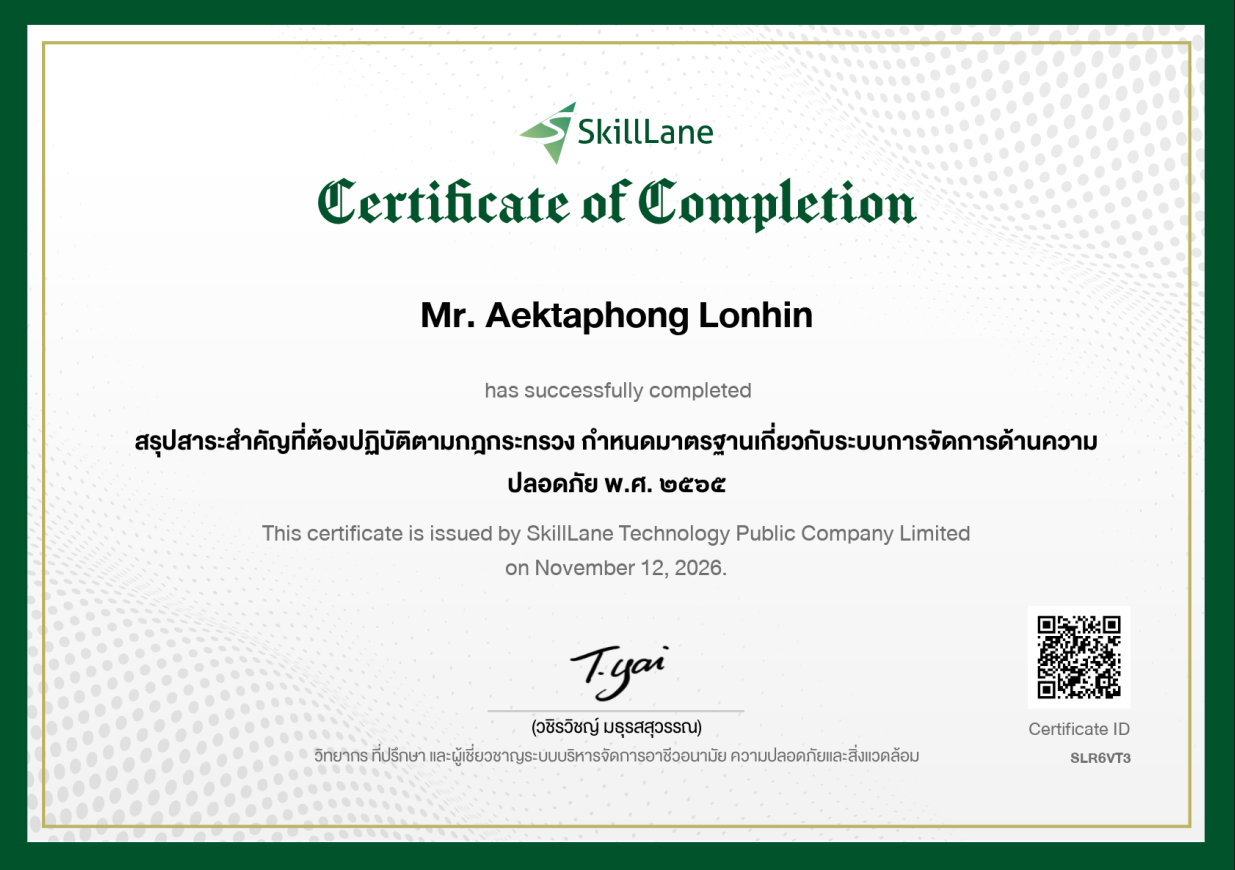 SkillLane
Certificate of Completion
Mr. Aektaphong Lonhin
has successfully completed
สรุปสาระสำคัญที่ต้องปฏิบัติตามกฎกระทรวง กำหนดมาตรฐานเกี่ยวกับระบบการจัดการด้านความ
ปลอดภัย พ.ศ. ๒๕๖๕
This certificate is issued by SkillLane Technology Public Company Limited
on November 12, 2026.
T.yai
(วชิรวิชญ์ มธุรสสุวรรณ)
วิทยากร ที่ปรึกษา และผู้เชี่ยวชาญระบบบริหารจัดการอาชีวอนามัย ความปลอดภัยและสิ่งแวดล้อม
Certificate ID
SLR6VT3